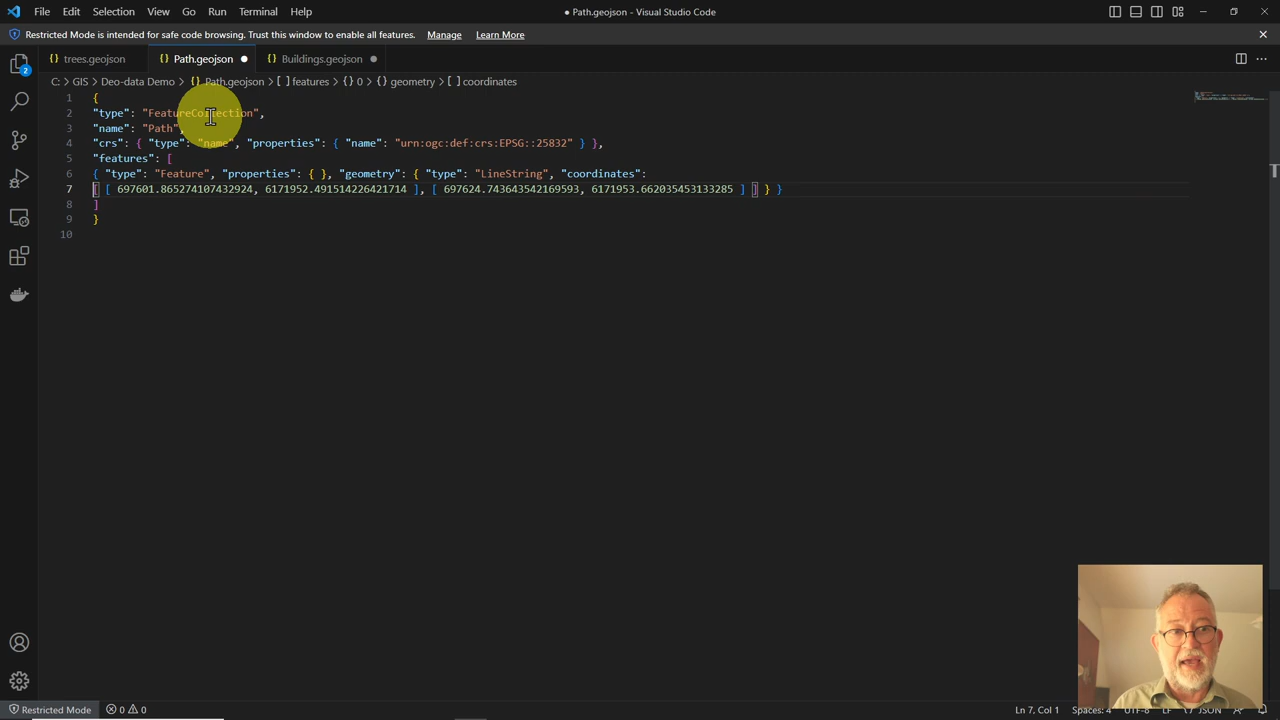 File Edit Selection View Go Run Terminal Help
● Path.geojson - Visual Studio Code
Restricted Mode is intended for safe code browsing. Trust this window to enable all features. Manage Learn More
{} trees.geojson {} Path.geojson ● {} Buildings.geojson ●
C: > GIS > Deo-data Demo > {} Path.geojson > [ ] features > {} 0 > {} geometry > [ ] coordinates
1 {
2 "type": "FeatureCollection",
3 "name": "Path",
4 "crs": { "type": "name", "properties": { "name": "urn:ogc:def:crs:EPSG::25832" } },
5 "features": [
6 { "type": "Feature", "properties": { }, "geometry": { "type": "LineString", "coordinates":
7 [ [ 697601.865274107432924, 6171952.491514226421714 ], [ 697624.743643542169593, 6171953.662035453133285 ] ] } }
8 ]
9 }
10
2
Restricted Mode 0 0 Ln 7, Col 1 Spaces: 4 UTF-8 LF {} JSON